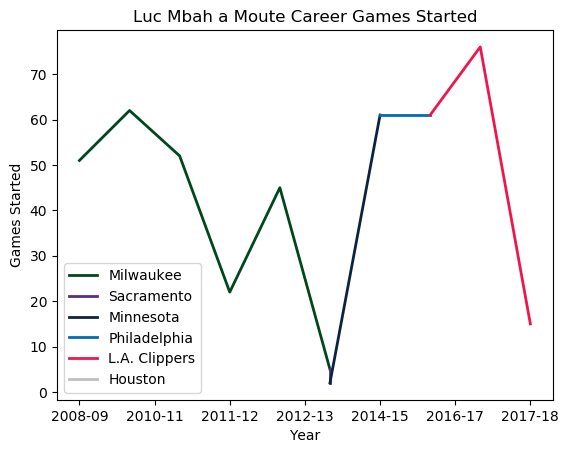 Luc Mbah a Moute Career Games Started
Games Started
70
60
50
40
30
20
10
0
Milwaukee
Sacramento
Minnesota
Philadelphia
L.A. Clippers
Houston
2008-09 2010-11 2011-12 2012-13 2014-15 2016-17 2017-18
Year